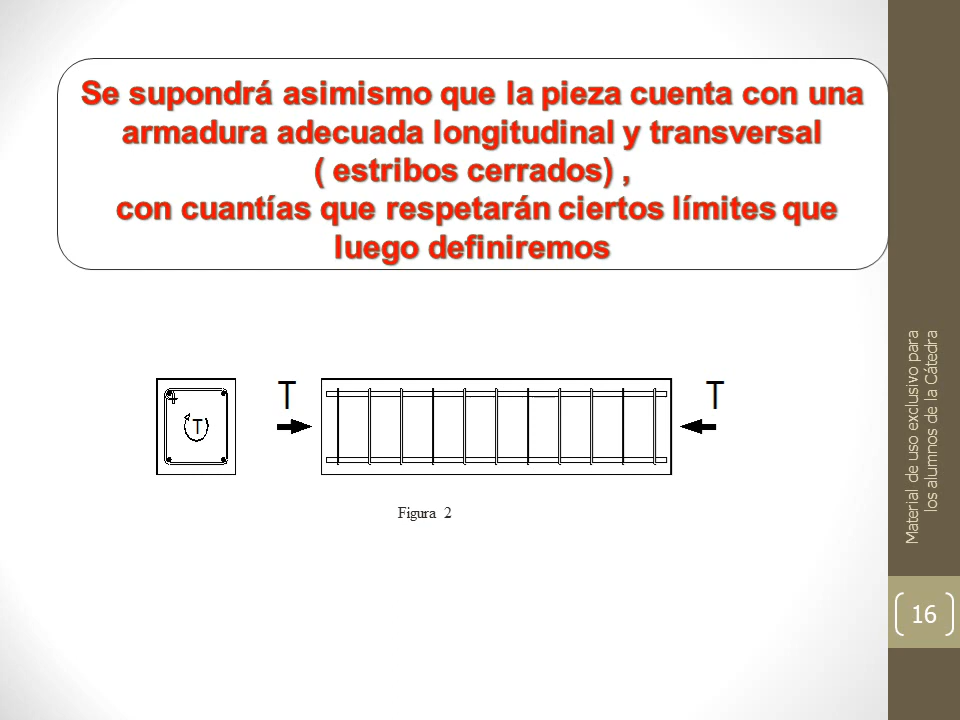 Se supondrá asimismo que la pieza cuenta con una
armadura adecuada longitudinal y transversal
( estribos cerrados) ,
con cuantías que respetarán ciertos límites que
luego definiremos
T
T
T
Figura 2
Material de uso exclusivo para
los alumnos de la Cátedra
16